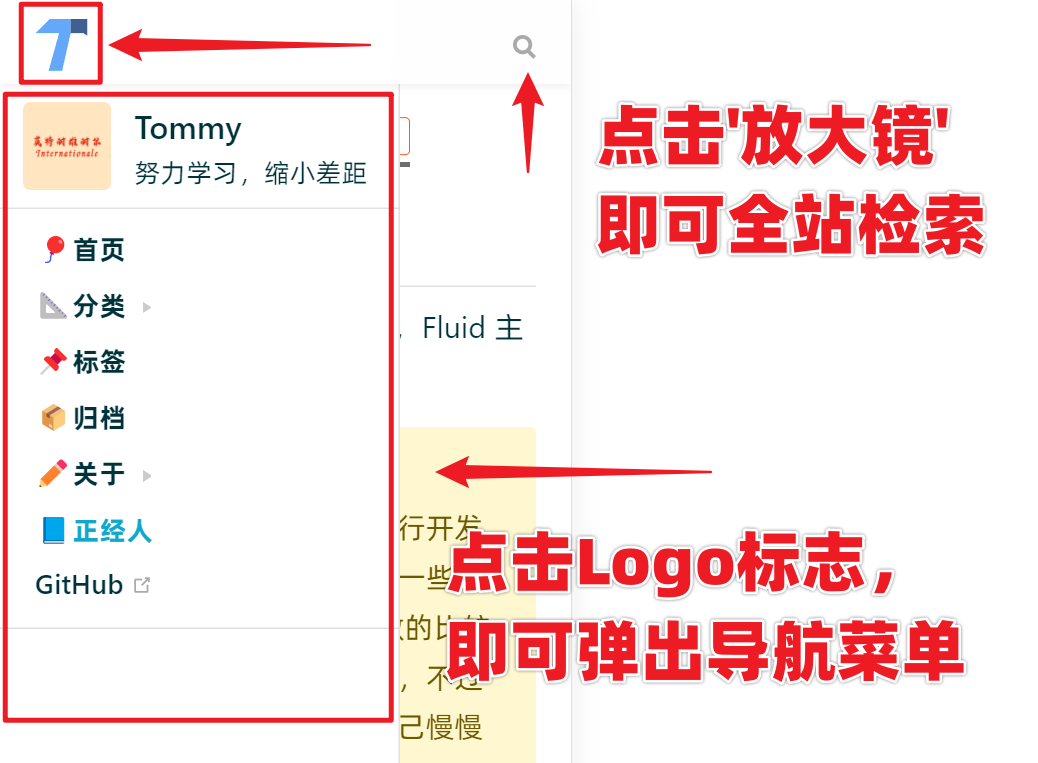 Tommy
努力学习，缩小差距
Internationale
首页
分类
标签
归档
关于
正经人
GitHub
，Fluid 主
行开发
一些
的比较
，不过
己慢慢
点击'放大镜'
即可全站检索
点击Logo标志，
即可弹出导航菜单